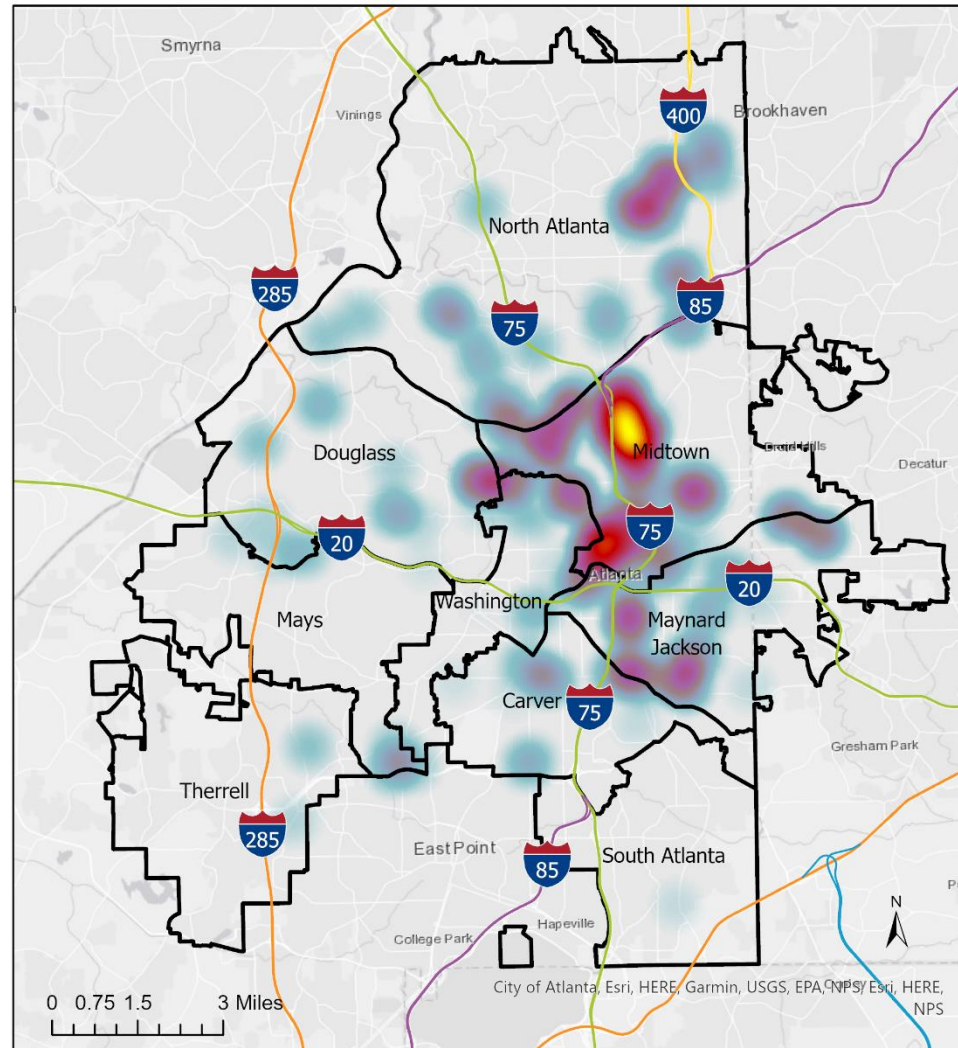 Smyrna
400
Brookhaven
Vinings
North Atlanta
285
85
75
Douglass
Midtown
Druid Hills
Decatur
20
75
Atlanta
20
Washington
Mays
Maynard
Jackson
Carver
75
Gresham Park
Therrell
285
East Point
South Atlanta
85
Hapeville
N
College Park
0 0.75 1.5 3 Miles
City of Atlanta, Esri, HERE, Garmin, USGS, EPA, NPS, Esri, HERE,
NPS